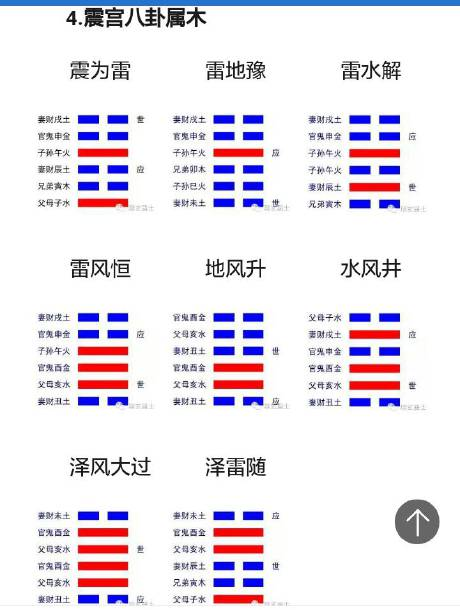 4.震宫八卦属木
震为雷
雷地豫
雷水解
妻财戌土 世
官鬼申金
子孙午火
妻财辰土 应
兄弟寅木
父母子水
妻财戌土
官鬼申金
子孙午火 应
兄弟卯木
子孙巳火
妻财未土 世
妻财戌土
官鬼申金 应
子孙午火
子孙午火
妻财辰土 世
兄弟寅木
雷风恒
地风升
水风井
妻财戌土
官鬼申金 应
子孙午火
官鬼酉金
父母亥水 世
妻财丑土
官鬼酉金
父母亥水
妻财丑土 世
官鬼酉金
父母亥水
妻财丑土 应
父母子水
妻财戌土 应
官鬼申金
官鬼酉金
父母亥水 世
妻财丑土
泽风大过
泽雷随
妻财未土
官鬼酉金
父母亥水 世
官鬼酉金
父母亥水
妻财丑土 应
妻财未土 应
官鬼酉金
父母亥水
妻财辰土 世
兄弟寅木
父母子水